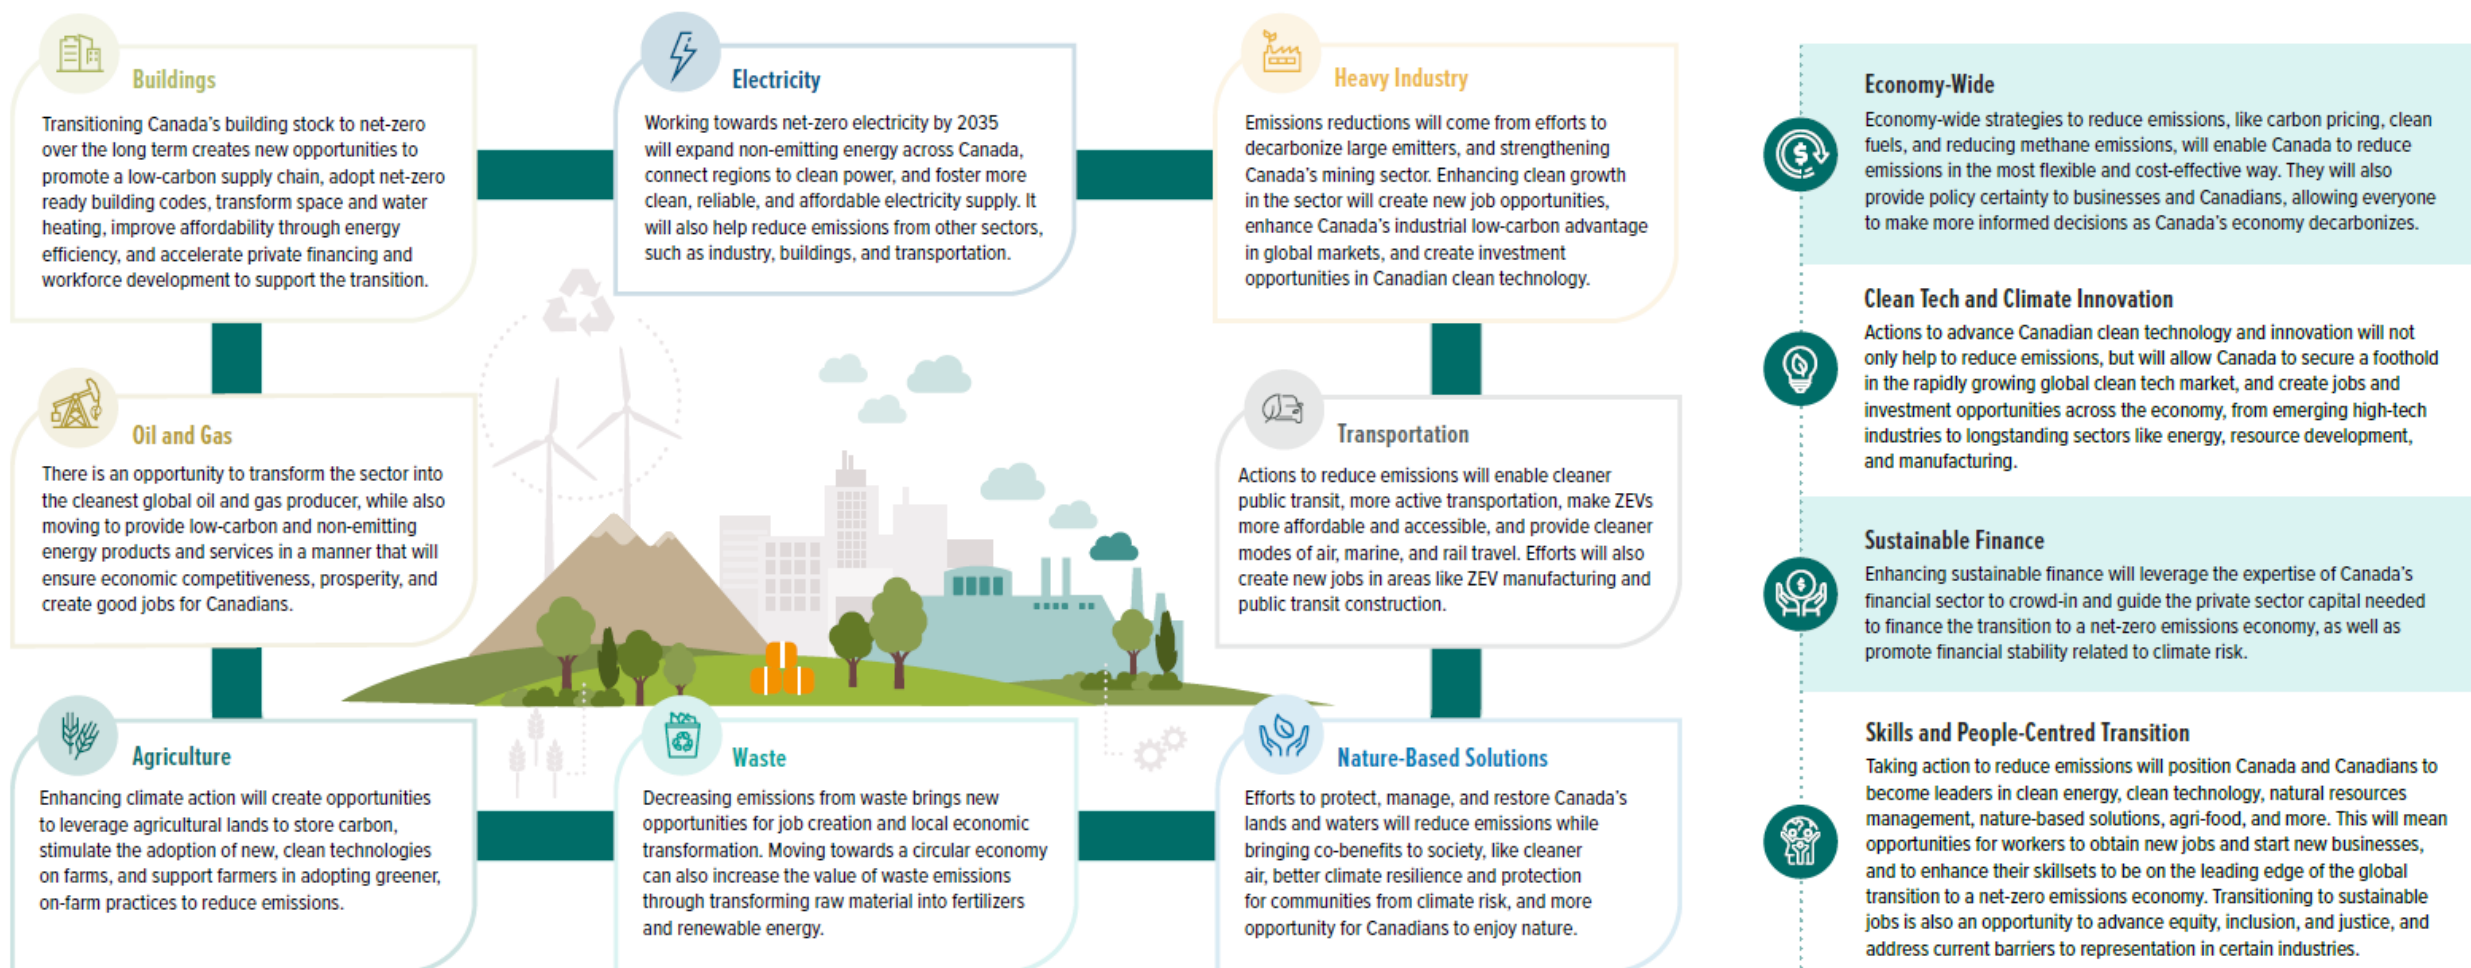 Buildings
Transitioning Canada's building stock to net-zero
over the long term creates new opportunities to
promote a low-carbon supply chain, adopt net-zero
ready building codes, transform space and water
heating, improve affordability through energy
efficiency, and accelerate private financing and
workforce development to support the transition.
Electricity
Working towards net-zero electricity by 2035
will expand non-emitting energy across Canada,
connect regions to clean power, and foster more
clean, reliable, and affordable electricity supply. It
will also help reduce emissions from other sectors,
such as industry, buildings, and transportation.
Heavy Industry
Emissions reductions will come from efforts to
decarbonize large emitters, and strengthening
Canada's mining sector. Enhancing clean growth
in the sector will create new job opportunities,
enhance Canada's industrial low-carbon advantage
in global markets, and create investment
opportunities in Canadian clean technology.
Oil and Gas
There is an opportunity to transform the sector into
the cleanest global oil and gas producer, while also
moving to provide low-carbon and non-emitting
energy products and services in a manner that will
ensure economic competitiveness, prosperity, and
create good jobs for Canadians.
Transportation
Actions to reduce emissions will enable cleaner
public transit, more active transportation, make ZEVs
more affordable and accessible, and provide cleaner
modes of air, marine, and rail travel. Efforts will also
create new jobs in areas like ZEV manufacturing and
public transit construction.
Agriculture
Enhancing climate action will create opportunities
to leverage agricultural lands to store carbon,
stimulate the adoption of new, clean technologies
on farms, and support farmers in adopting greener,
on-farm practices to reduce emissions.
Waste
Decreasing emissions from waste brings new
opportunities for job creation and local economic
transformation. Moving towards a circular economy
can also increase the value of waste emissions
through transforming raw material into fertilizers
and renewable energy.
Nature-Based Solutions
Efforts to protect, manage, and restore Canada's
lands and waters will reduce emissions while
bringing co-benefits to society, like cleaner
air, better climate resilience and protection
for communities from climate risk, and more
opportunity for Canadians to enjoy nature.
Economy-Wide
Economy-wide strategies to reduce emissions, like carbon pricing, clean
fuels, and reducing methane emissions, will enable Canada to reduce
emissions in the most flexible and cost-effective way. They will also
provide policy certainty to businesses and Canadians, allowing everyone
to make more informed decisions as Canada's economy decarbonizes.
Clean Tech and Climate Innovation
Actions to advance Canadian clean technology and innovation will not
only help to reduce emissions, but will allow Canada to secure a foothold
in the rapidly growing global clean tech market, and create jobs and
investment opportunities across the economy, from emerging high-tech
industries to longstanding sectors like energy, resource development,
and manufacturing.
Sustainable Finance
Enhancing sustainable finance will leverage the expertise of Canada's
financial sector to crowd-in and guide the private sector capital needed
to finance the transition to a net-zero emissions economy, as well as
promote financial stability related to climate risk.
Skills and People-Centred Transition
Taking action to reduce emissions will position Canada and Canadians to
become leaders in clean energy, clean technology, natural resources
management, nature-based solutions, agri-food, and more. This will mean
opportunities for workers to obtain new jobs and start new businesses,
and to enhance their skillsets to be on the leading edge of the global
transition to a net-zero emissions economy. Transitioning to sustainable
jobs is also an opportunity to advance equity, inclusion, and justice, and
address current barriers to representation in certain industries.